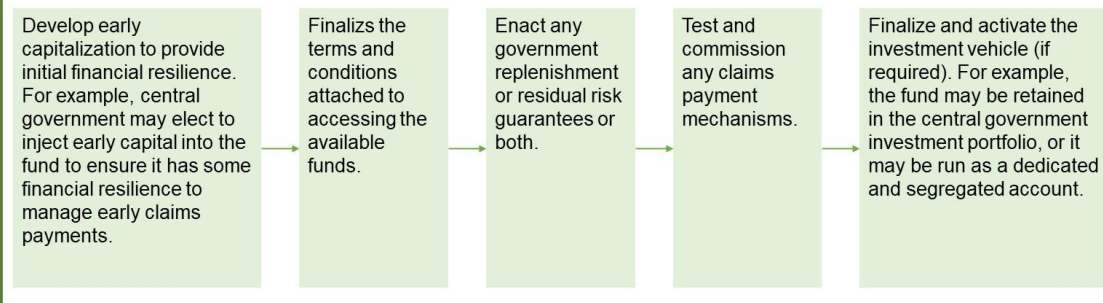 Develop early
capitalization to provide
initial financial resilience.
For example, central
government may elect to
inject early capital into the
fund to ensure it has some
financial resilience to
manage early claims
payments.
Finalizs the
terms and
conditions
attached to
accessing the
available
funds.
Enact any
government
replenishment
or residual risk
guarantees or
both.
Test and
commission
any claims
payment
mechanisms.
Finalize and activate the
investment vehicle (if
required). For example,
the fund may be retained
in the central government
investment portfolio, or it
may be run as a dedicated
and segregated account.